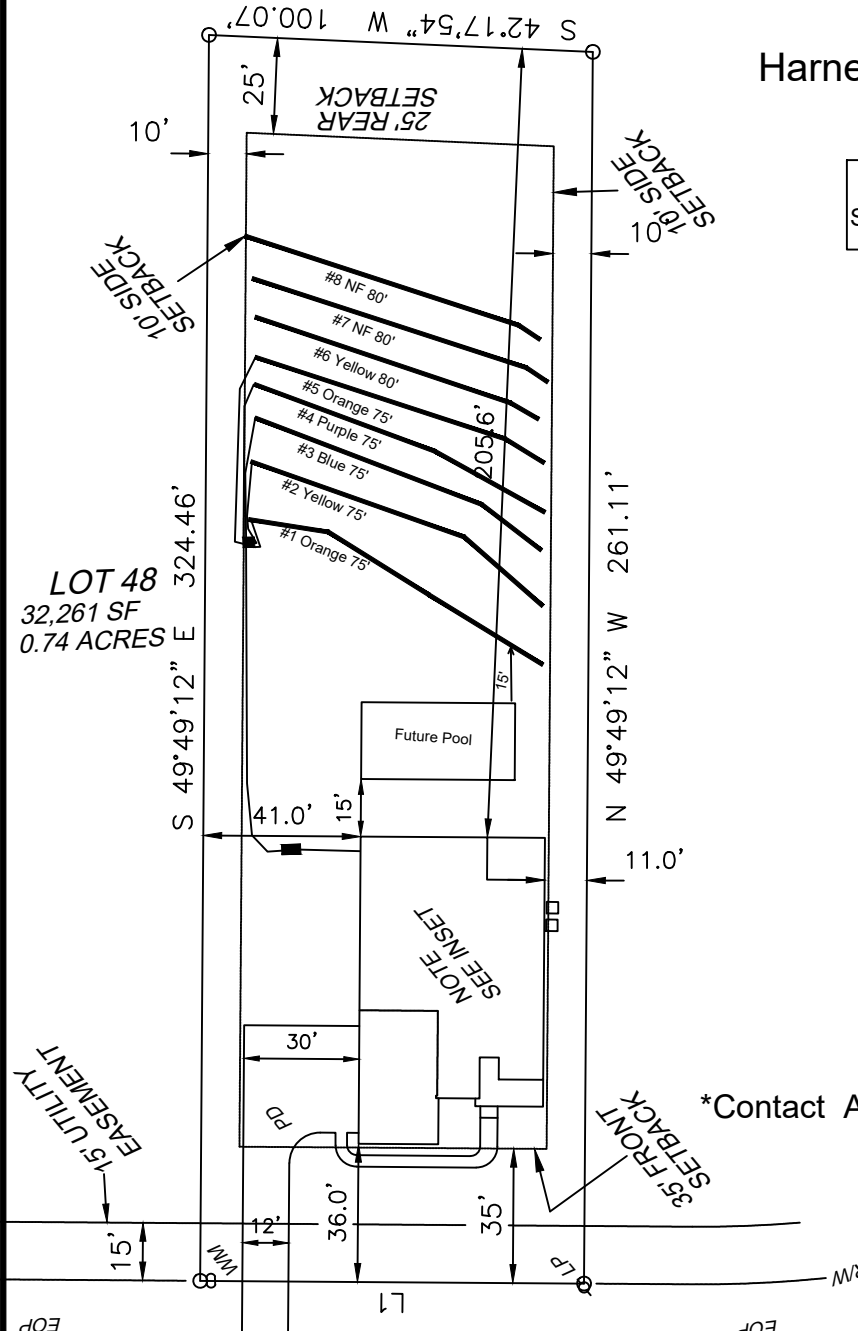 S 42°17'54" W 100.07'
Harne
25'
25' REAR
SETBACK
10'
10' SIDE
SETBACK
S
10'
10' SIDE
SETBACK
#8 NF 80'
#7 NF 80'
#6 Yellow 80'
#5 Orange 75'
#4 Purple 75'
#3 Blue 75'
#2 Yellow 75'
#1 Orange 75'
205.6'
S 49°49'12" E 324.46'
N 49°49'12" W 261.11'
LOT 48
32,261 SF
0.74 ACRES
15'
Future Pool
15'
41.0'
11.0'
NOTE
SEE INSET
30'
PD
15' UTILITY
EASEMENT
*Contact A
35' FRONT
SETBACK
15'
12'
36.0'
35'
WM
LP
L1
R/W
EOP
EOP